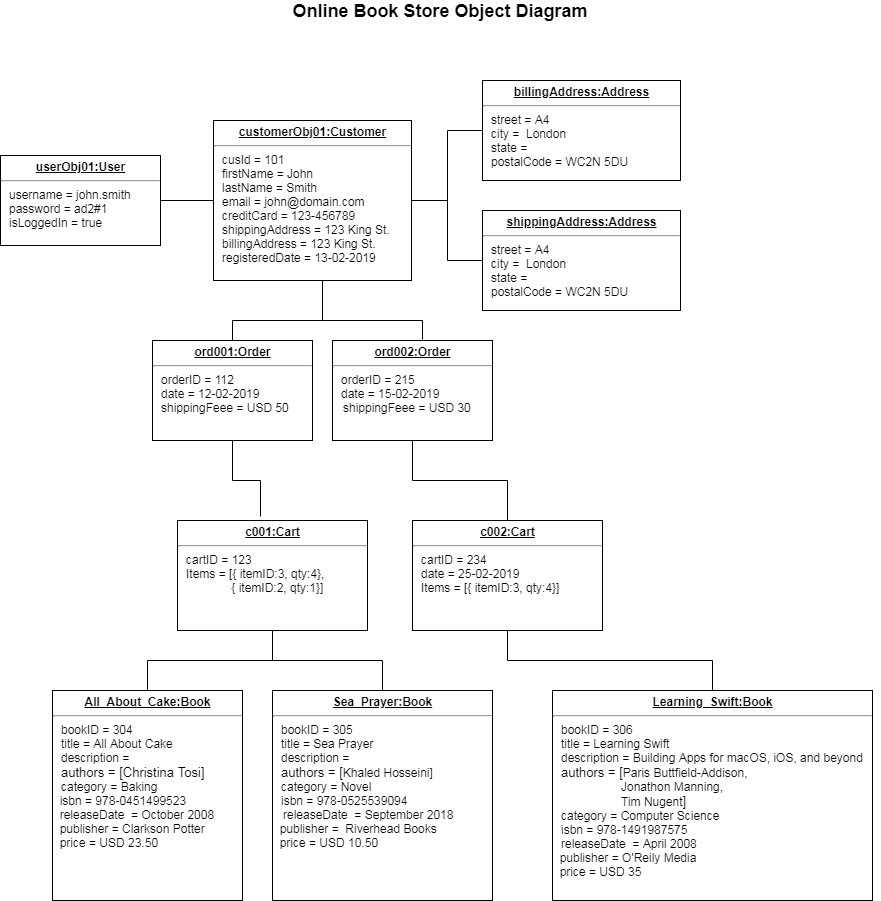 Online Book Store Object Diagram
billingAddress:Address
street = A4
city =  London
state =
postalCode = WC2N 5DU
customerObj01:Customer
cusId = 101
firstName = John
lastName = Smith
email = john@domain.com
creditCard = 123-456789
shippingAddress = 123 King St.
billingAddress = 123 King St.
registeredDate = 13-02-2019
userObj01:User
username = john.smith
password = ad2#1
isLoggedIn = true
shippingAddress:Address
street = A4
city =  London
state =
postalCode = WC2N 5DU
ord001:Order
orderID = 112
date = 12-02-2019
shippingFeee = USD 50
ord002:Order
orderID = 215
date = 15-02-2019
shippingFeee = USD 30
c001:Cart
cartID = 123
Items = [{ itemID:3, qty:4},
{ itemID:2, qty:1}]
c002:Cart
cartID = 234
date = 25-02-2019
Items = [{ itemID:3, qty:4}]
All_About_Cake:Book
bookID = 304
title = All About Cake
description =
authors = [Christina Tosi]
category = Baking
isbn = 978-0451499523
releaseDate  = October 2008
publisher = Clarkson Potter
price = USD 23.50
Sea_Prayer:Book
bookID = 305
title = Sea Prayer
description =
authors = [Khaled Hosseini]
category = Novel
isbn = 978-0525539094
releaseDate  = September 2018
publisher =  Riverhead Books
price = USD 10.50
Learning_Swift:Book
bookID = 306
title = Learning Swift
description = Building Apps for macOS, iOS, and beyond
authors = [Paris Buttfield-Addison,
Jonathon Manning,
Tim Nugent]
category = Computer Science
isbn = 978-1491987575
releaseDate  = April 2008
publisher = O'Reily Media
price = USD 35